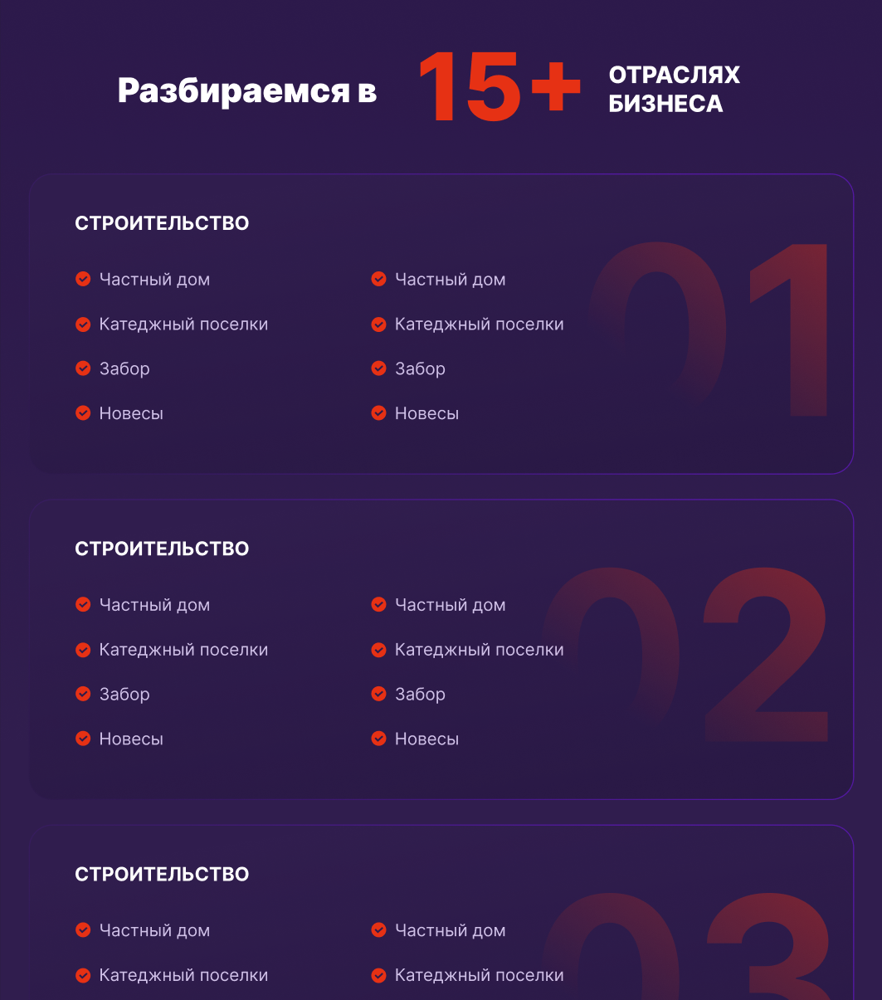 Разбираемся в 15+ ОТРАСЛЯХ
БИЗНЕСА
СТРОИТЕЛЬСТВО
01
Частный дом
Катеджный поселки
Забор
Новесы
Частный дом
Катеджный поселки
Забор
Новесы
СТРОИТЕЛЬСТВО
02
Частный дом
Катеджный поселки
Забор
Новесы
Частный дом
Катеджный поселки
Забор
Новесы
СТРОИТЕЛЬСТВО
03
Частный дом
Катеджный поселки
Частный дом
Катеджный поселки